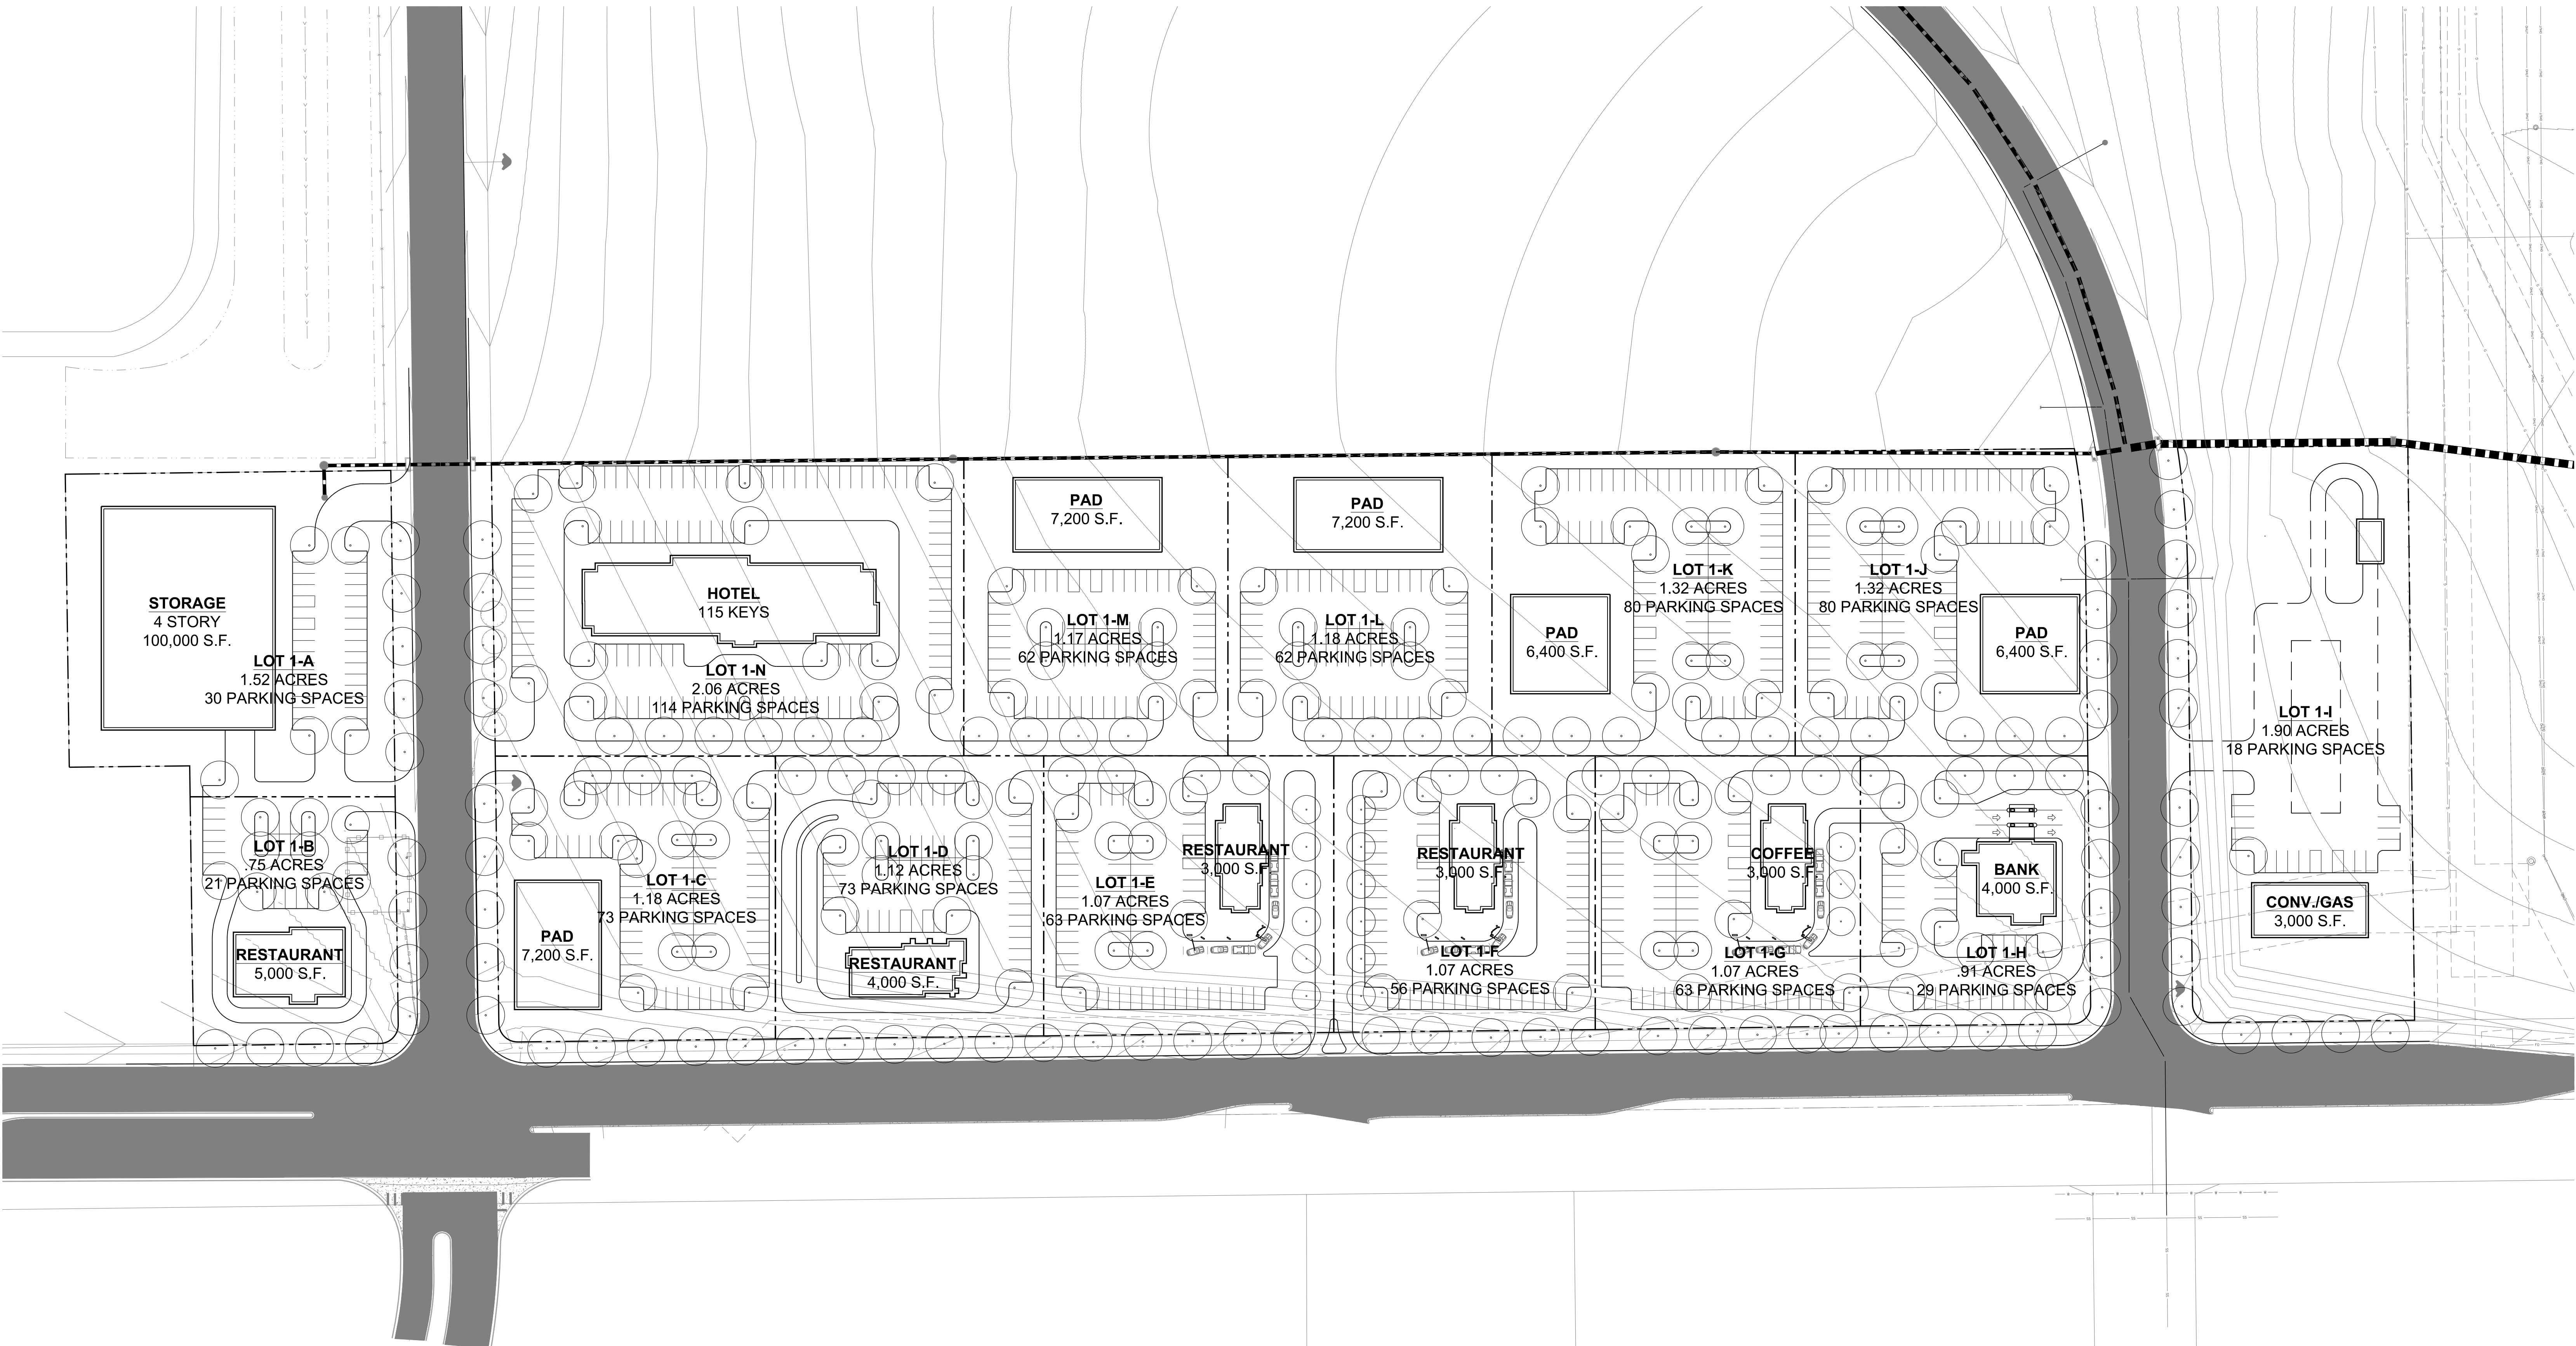 STORAGE
4 STORY
100,000 S.F.
LOT 1-A
1.52 ACRES
30 PARKING SPACES
HOTEL
115 KEYS
LOT 1-N
2.06 ACRES
114 PARKING SPACES
PAD
7,200 S.F.
LOT 1-M
1.17 ACRES
62 PARKING SPACES
PAD
7,200 S.F.
LOT 1-L
1.18 ACRES
62 PARKING SPACES
PAD
6,400 S.F.
LOT 1-K
1.32 ACRES
80 PARKING SPACES
LOT 1-J
1.32 ACRES
80 PARKING SPACES
PAD
6,400 S.F.
LOT 1-I
1.90 ACRES
18 PARKING SPACES
LOT 1-B
.75 ACRES
21 PARKING SPACES
RESTAURANT
5,000 S.F.
PAD
7,200 S.F.
LOT 1-C
1.18 ACRES
73 PARKING SPACES
LOT 1-D
1.12 ACRES
73 PARKING SPACES
RESTAURANT
4,000 S.F.
LOT 1-E
1.07 ACRES
63 PARKING SPACES
RESTAURANT
3,000 S.F.
RESTAURANT
3,000 S.F.
LOT 1-F
1.07 ACRES
56 PARKING SPACES
COFFEE
3,000 S.F.
LOT 1-G
1.07 ACRES
63 PARKING SPACES
BANK
4,000 S.F.
LOT 1-H
.91 ACRES
29 PARKING SPACES
CONV./GAS
3,000 S.F.